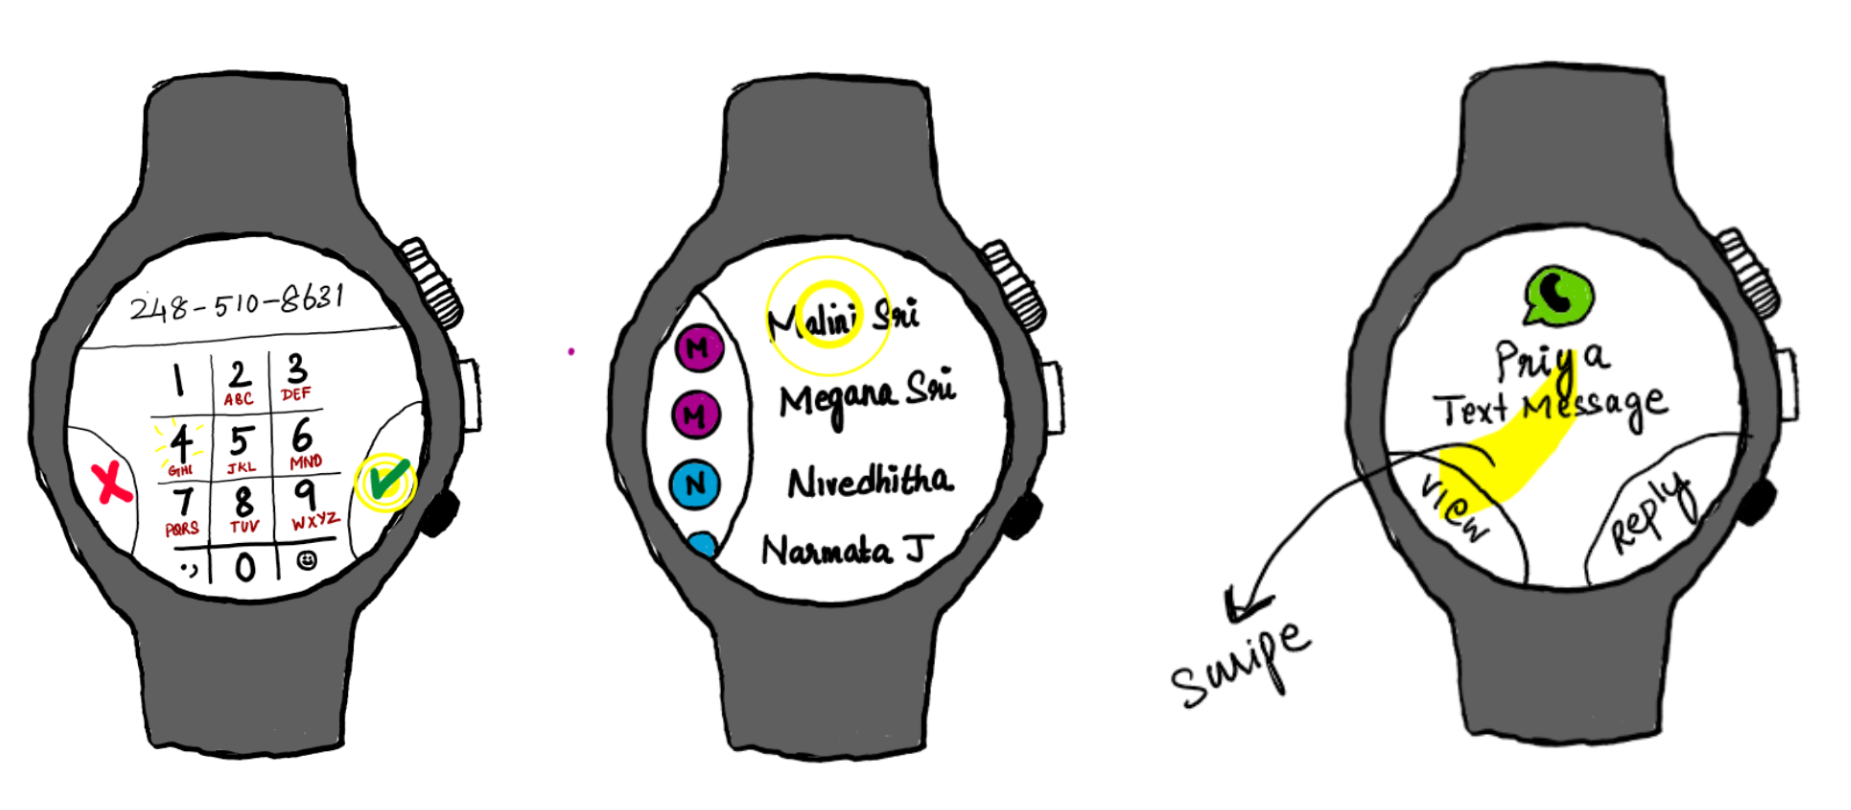 248-510-8631
1 2 3
ABC DEF
4 5 6
GHI JKL MNO
7 8 9
PQRS TUV WXYZ
., 0
M Malini Sri
M Megana Sri
N Nivedhitha
Narmata J
Priya
Text Message
View Reply
Swipe